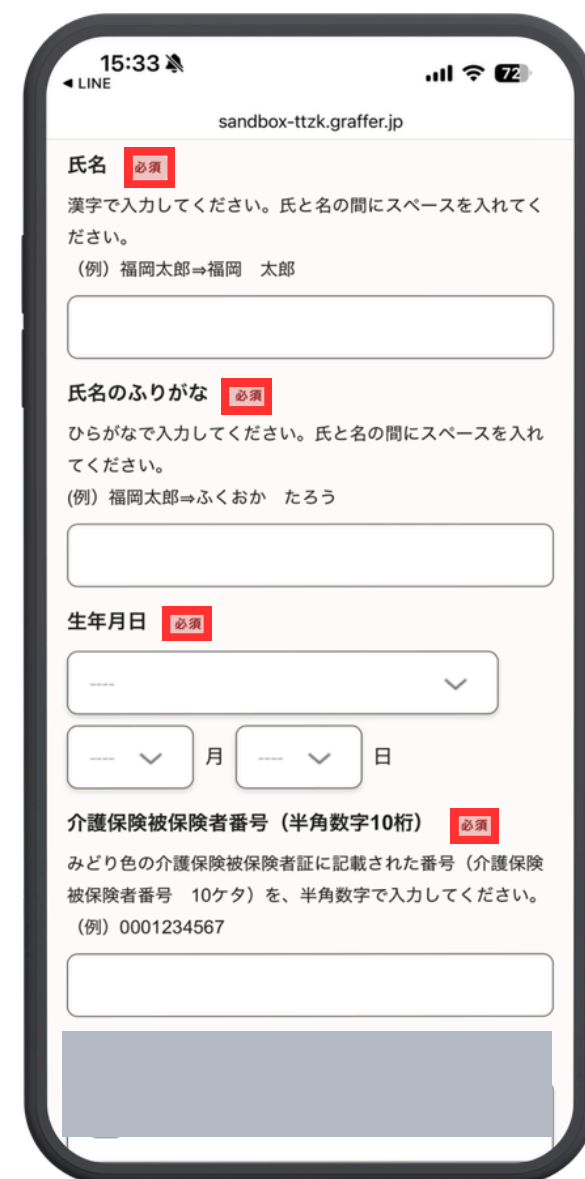 15:33
◀ LINE
72
sandbox-ttzk.graffer.jp
氏名 必須
漢字で入力してください。氏と名の間にスペースを入れてく
ださい。
（例）福岡太郎⇒福岡　太郎
氏名のふりがな 必須
ひらがなで入力してください。氏と名の間にスペースを入れ
てください。
(例）福岡太郎⇒ふくおか　たろう
生年月日 必須
----
---- 月 ---- 日
介護保険被保険者番号（半角数字10桁） 必須
みどり色の介護保険被保険者証に記載された番号（介護保険
被保険者番号　10ケタ）を、半角数字で入力してください。
（例）0001234567